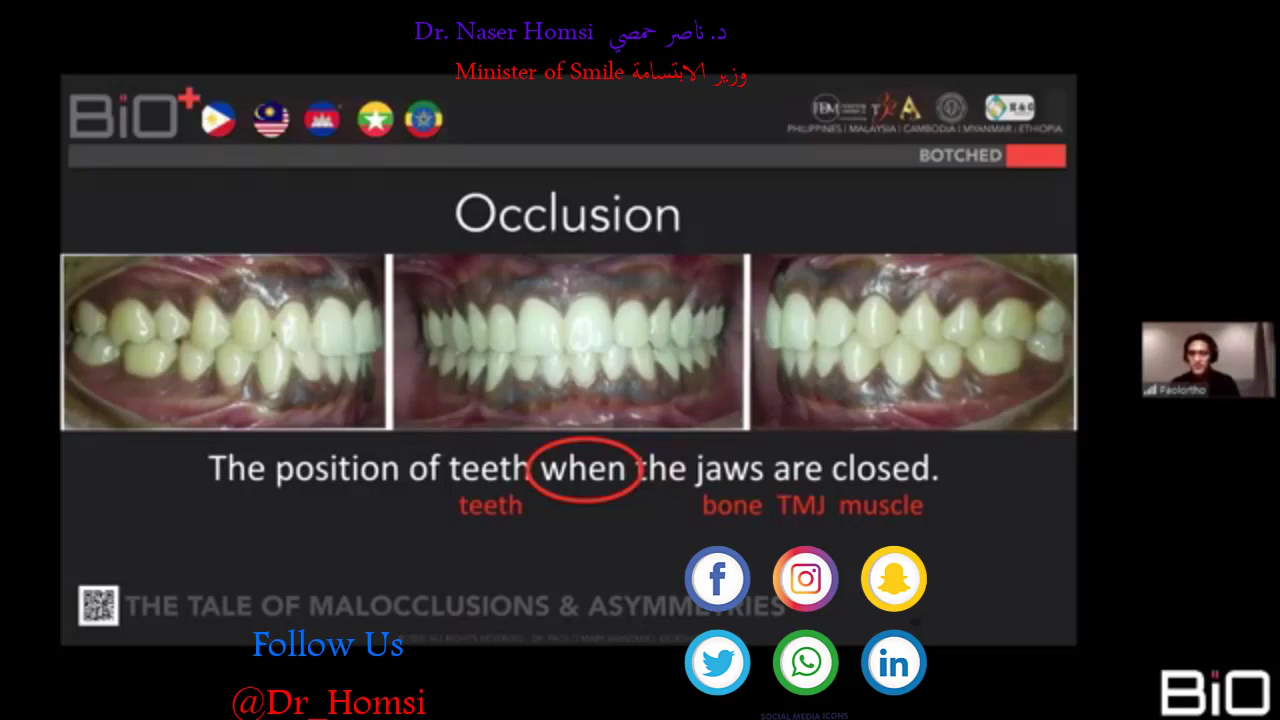 Dr. Naser Homsi د. ناصر حمصي
Minister of Smile وزير الابتسامة
BiO+
PHILIPPINES | MALAYSIA | CAMBODIA | MYANMAR | ETHIOPIA
BOTCHED
Occlusion
The position of teeth when the jaws are closed.
teeth bone TMJ muscle
Paolortho
THE TALE OF MALOCCLUSIONS & ASYMMETRIES
Follow Us
@Dr_Homsi
SOCIAL MEDIA ICONS
BiO